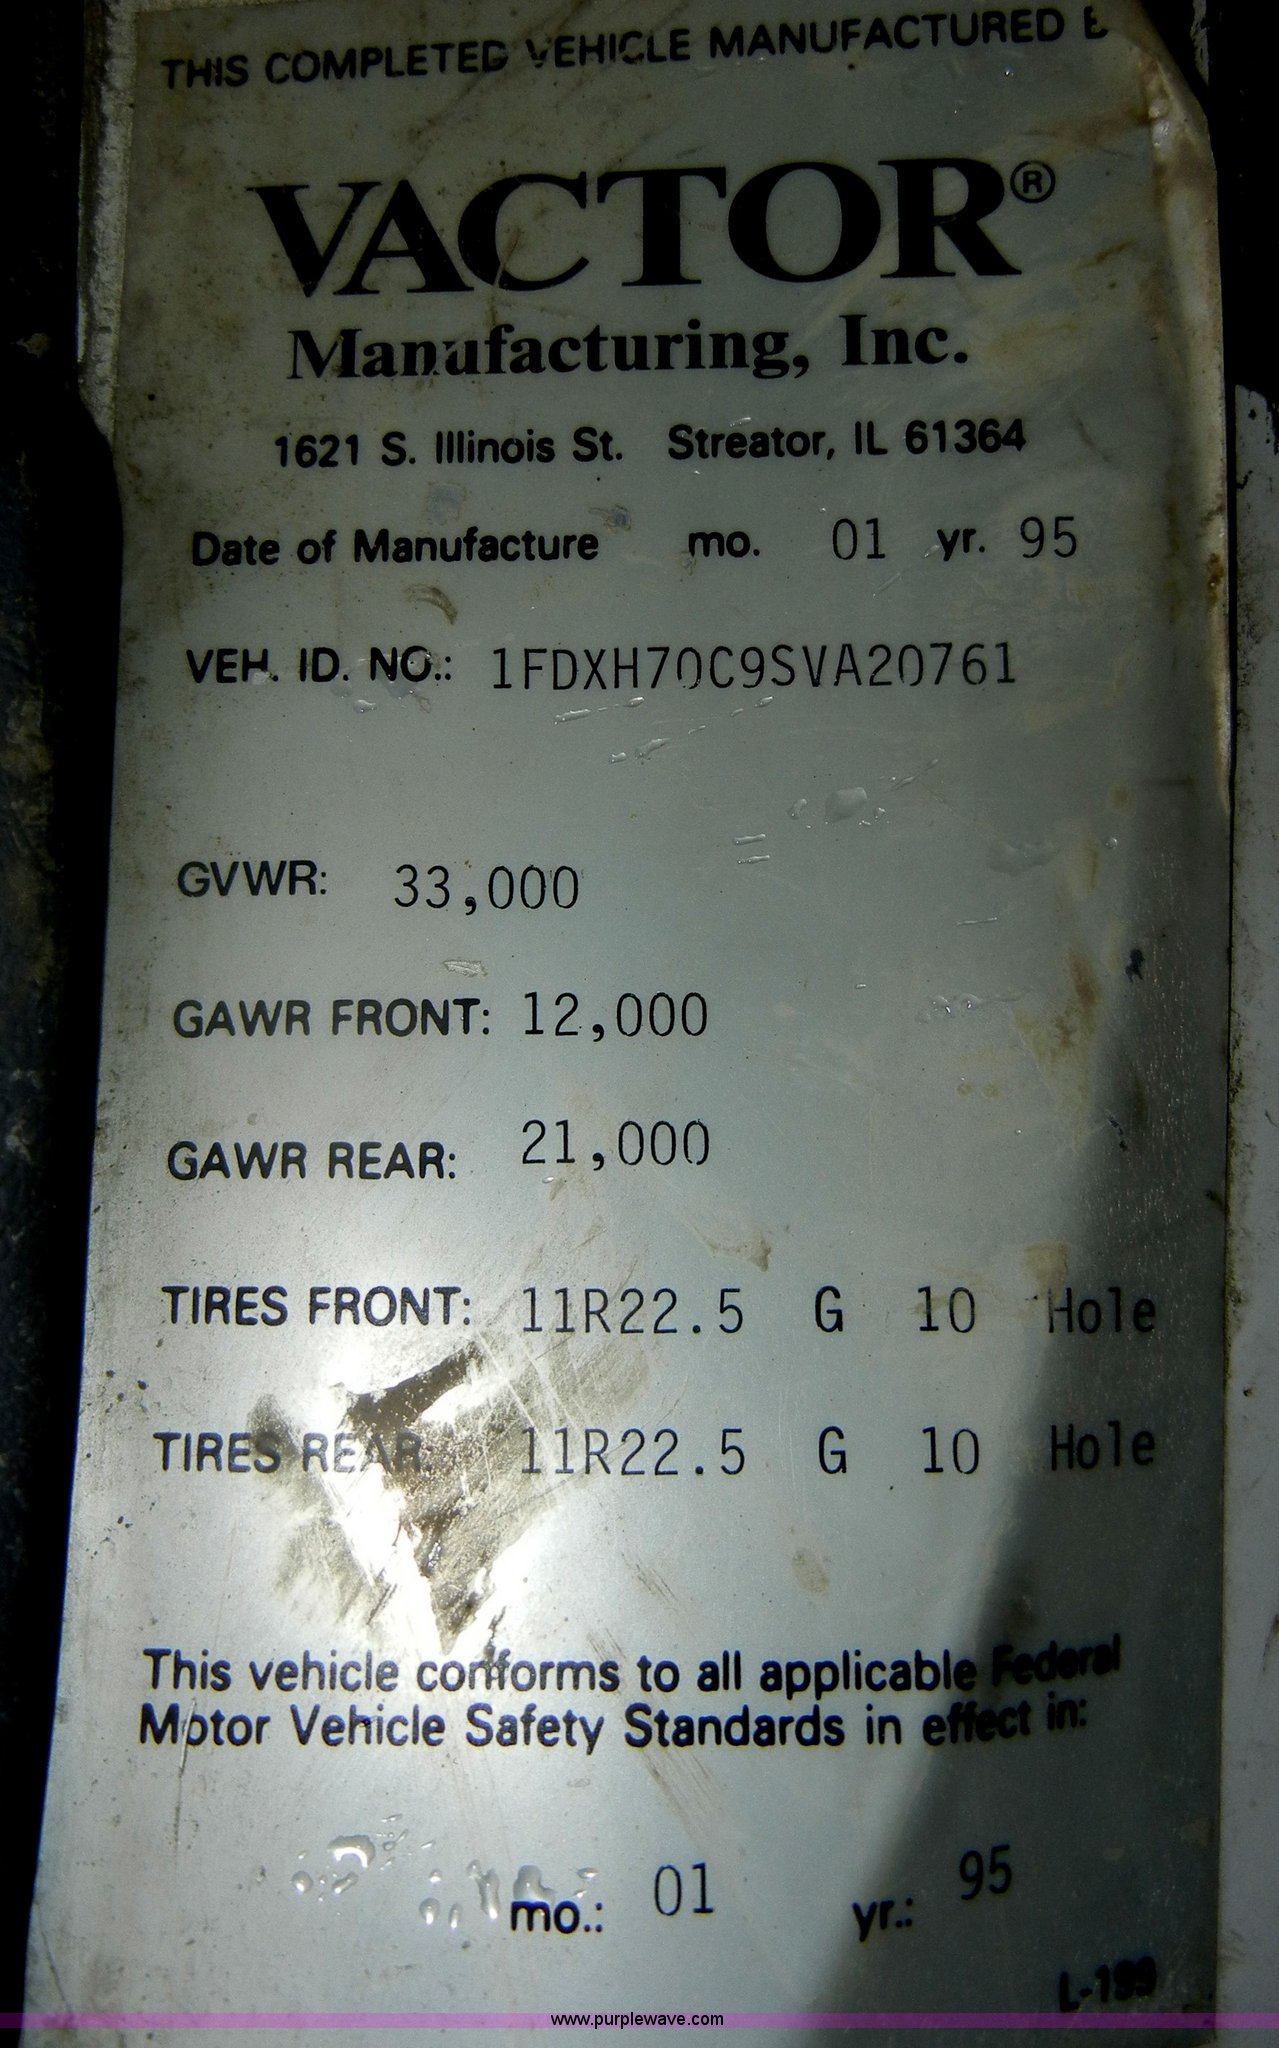 THIS COMPLETED VEHICLE MANUFACTURED B
VACTOR®
Manufacturing, Inc.
1621 S. Illinois St. Streator, IL 61364
Date of Manufacture mo. 01 yr. 95
VEH. ID. NO.: 1FDXH70C9SVA20761
GVWR: 33,000
GAWR FRONT: 12,000
GAWR REAR: 21,000
TIRES FRONT: 11R22.5 G 10 Hole
TIRES REAR: 11R22.5 G 10 Hole
This vehicle conforms to all applicable Federal
Motor Vehicle Safety Standards in effect in:
mo.: 01 yr.: 95
L-199
www.purplewave.com